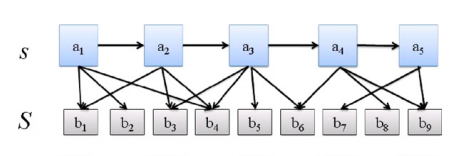 s a₁ a₂ a₃ a₄ a₅
S b₁ b₂ b₃ b₄ b₅ b₆ b₇ b₈ b₉